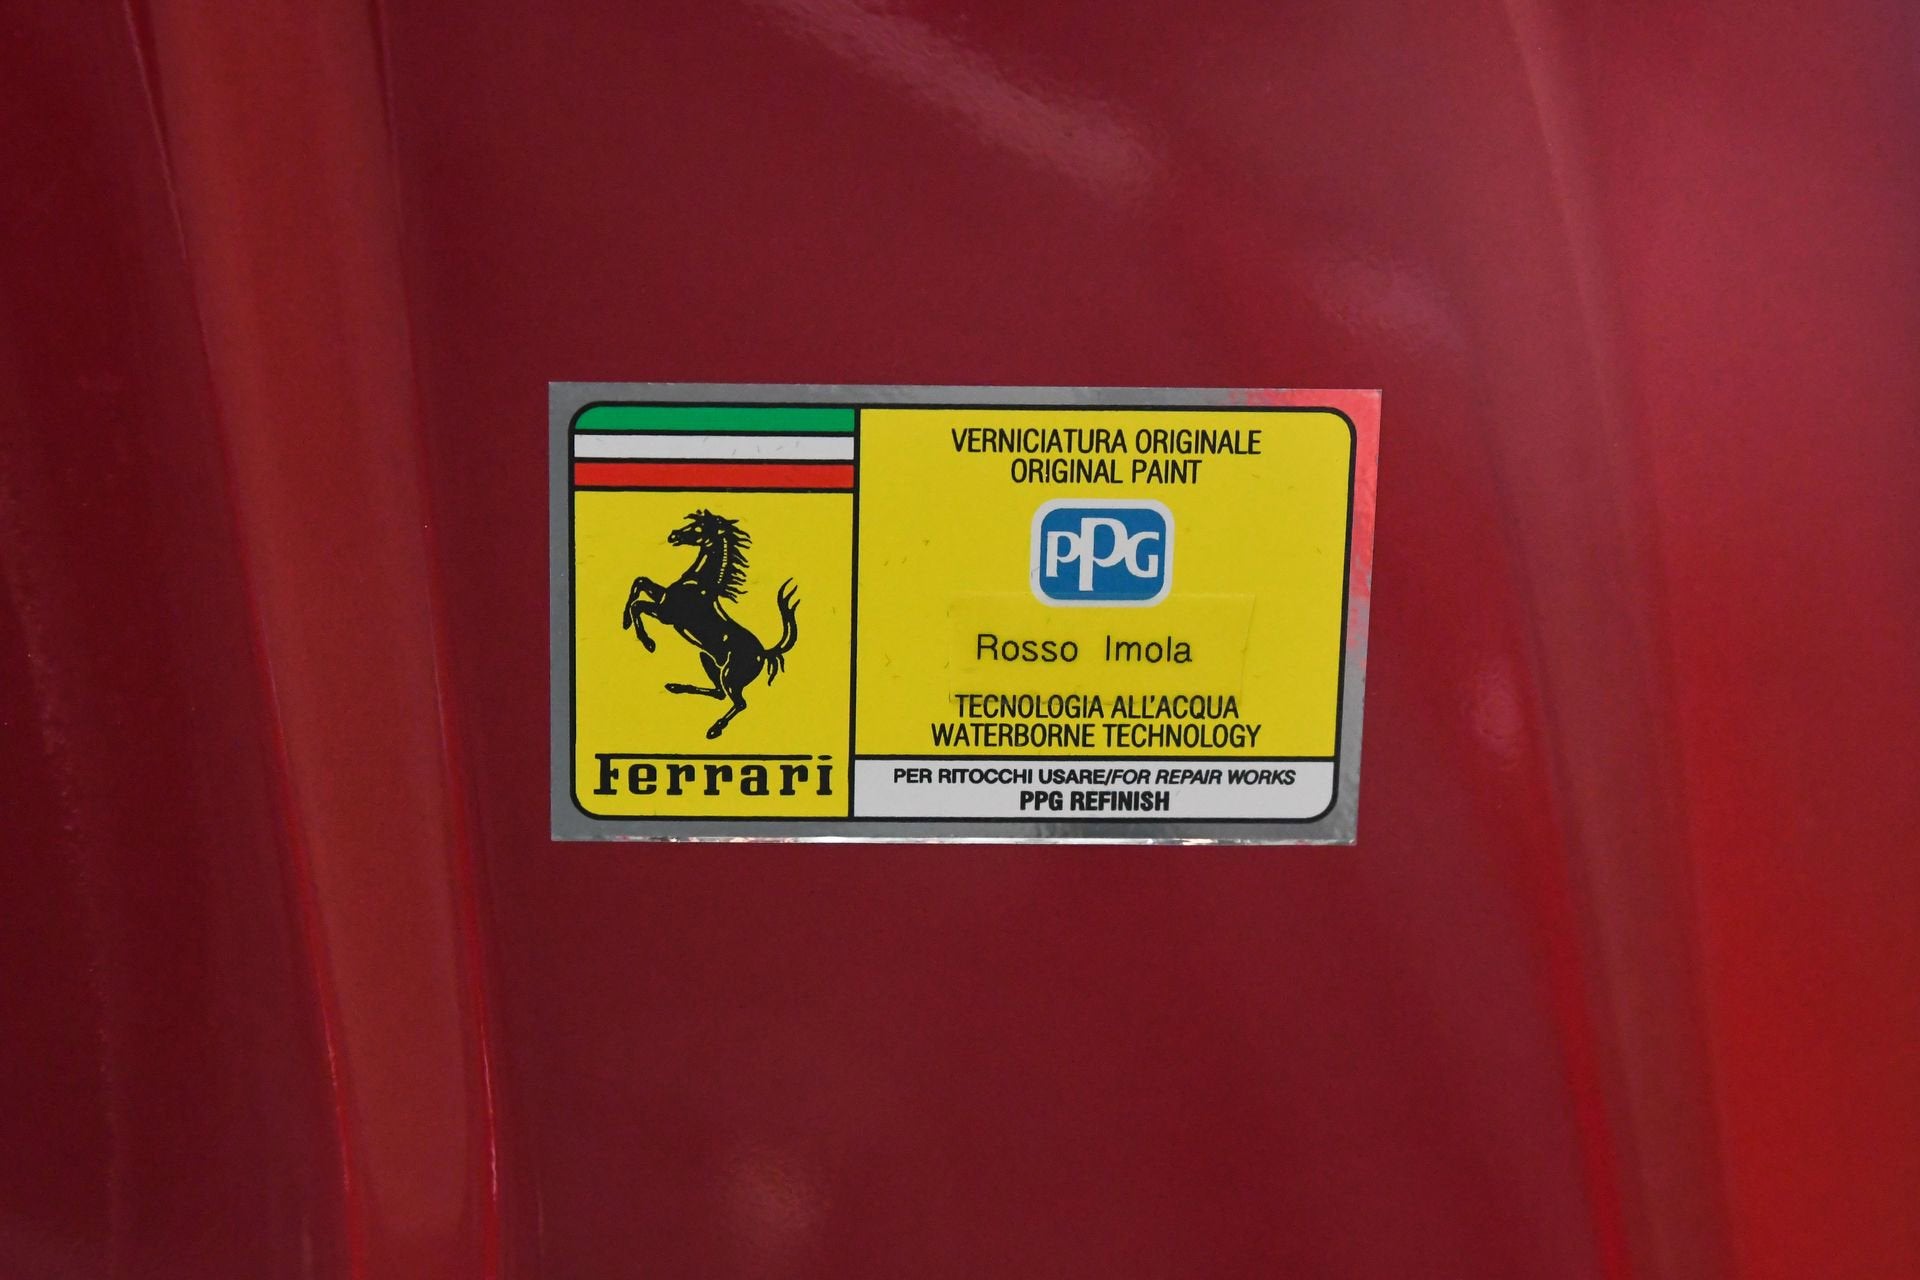 Ferrari
VERNICIATURA ORIGINALE
ORIGINAL PAINT
PPG
Rosso Imola
TECNOLOGIA ALL'ACQUA
WATERBORNE TECHNOLOGY
PER RITOCCHI USARE/FOR REPAIR WORKS
PPG REFINISH